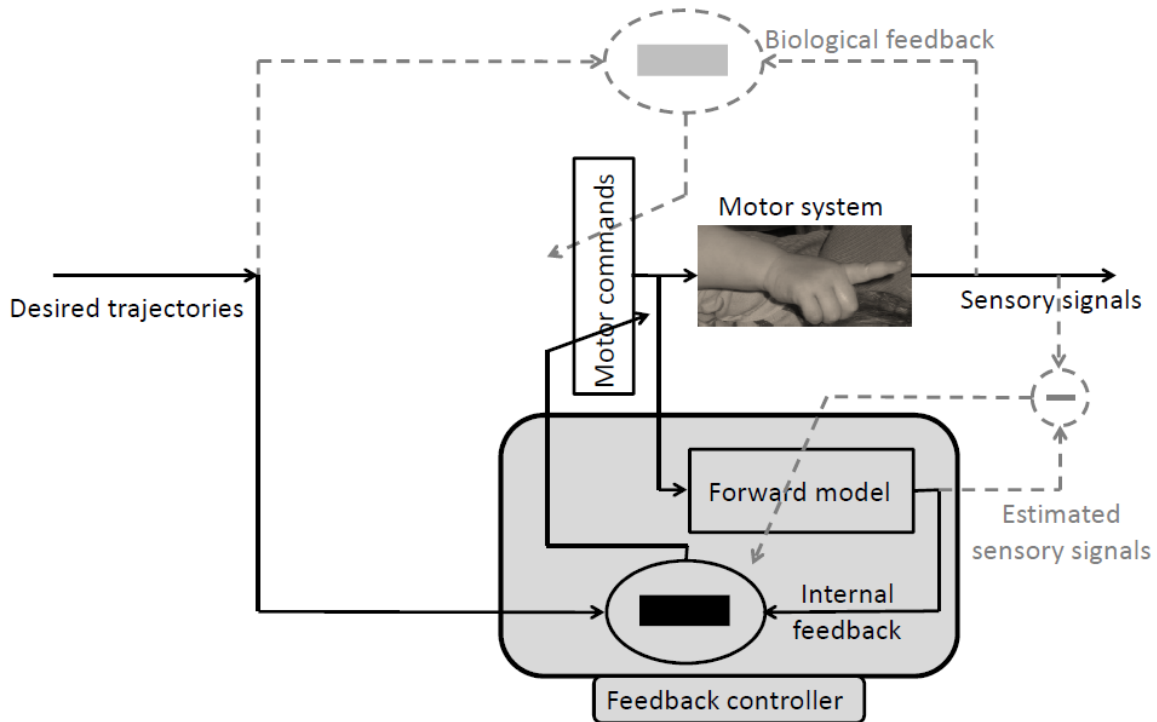 Biological feedback
Motor commands
Motor system
Desired trajectories
Sensory signals
Forward model
Estimated
sensory signals
Internal
feedback
Feedback controller